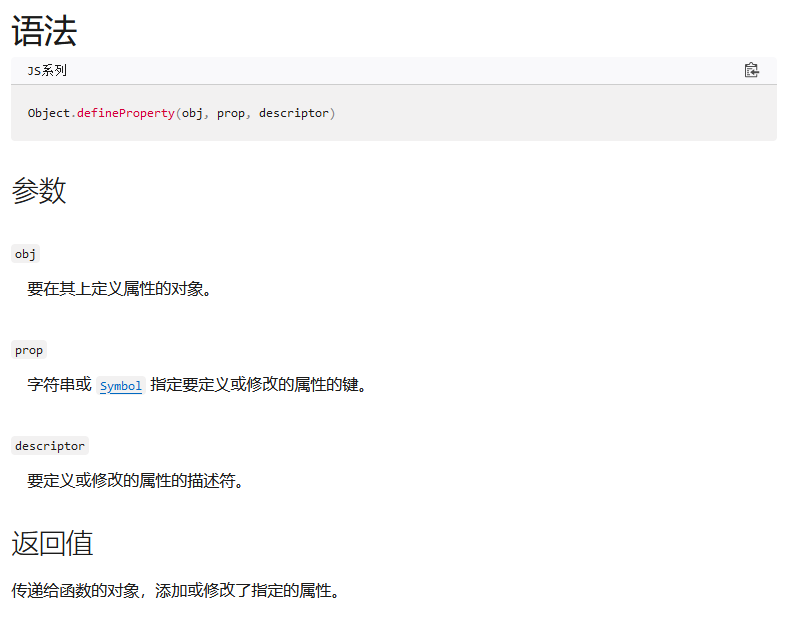 语法
JS系列
Object.defineProperty(obj, prop, descriptor)
参数
obj
要在其上定义属性的对象。
prop
字符串或 Symbol 指定要定义或修改的属性的键。
descriptor
要定义或修改的属性的描述符。
返回值
传递给函数的对象，添加或修改了指定的属性。